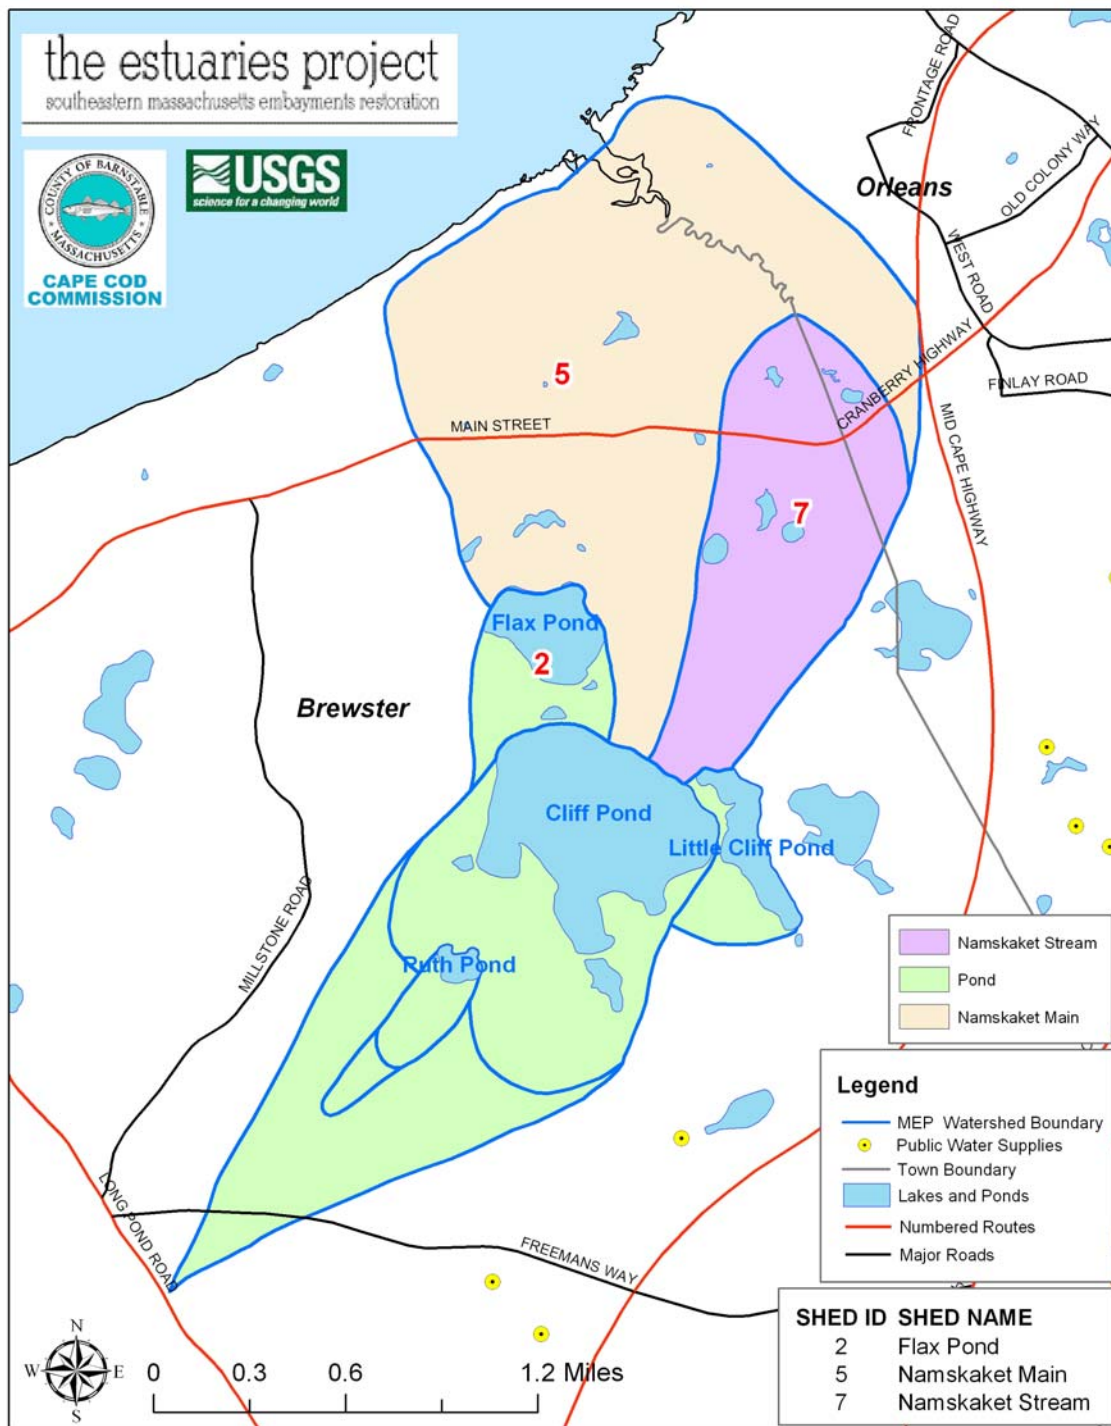 the estuaries project
southeastern massachusetts embayments restoration
COUNTY OF BARNSTABLE
MASSACHUSETTS
CAPE COD
COMMISSION
USGS
science for a changing world
FRONTAGE ROAD
OLD COLONY WAY
Orleans
WEST ROAD
CRANBERRY HIGHWAY
FINLAY ROAD
MID CAPE HIGHWAY
5
MAIN STREET
7
Flax Pond
2
Brewster
Cliff Pond
Little Cliff Pond
MILLSTONE ROAD
Ruth Pond
LONG POND ROAD
FREEMANS WAY
Namskaket Stream
Pond
Namskaket Main
Legend
MEP Watershed Boundary
Public Water Supplies
Town Boundary
Lakes and Ponds
Numbered Routes
Major Roads
SHED ID SHED NAME
2 Flax Pond
5 Namskaket Main
7 Namskaket Stream
N
W E
S
0 0.3 0.6 1.2 Miles